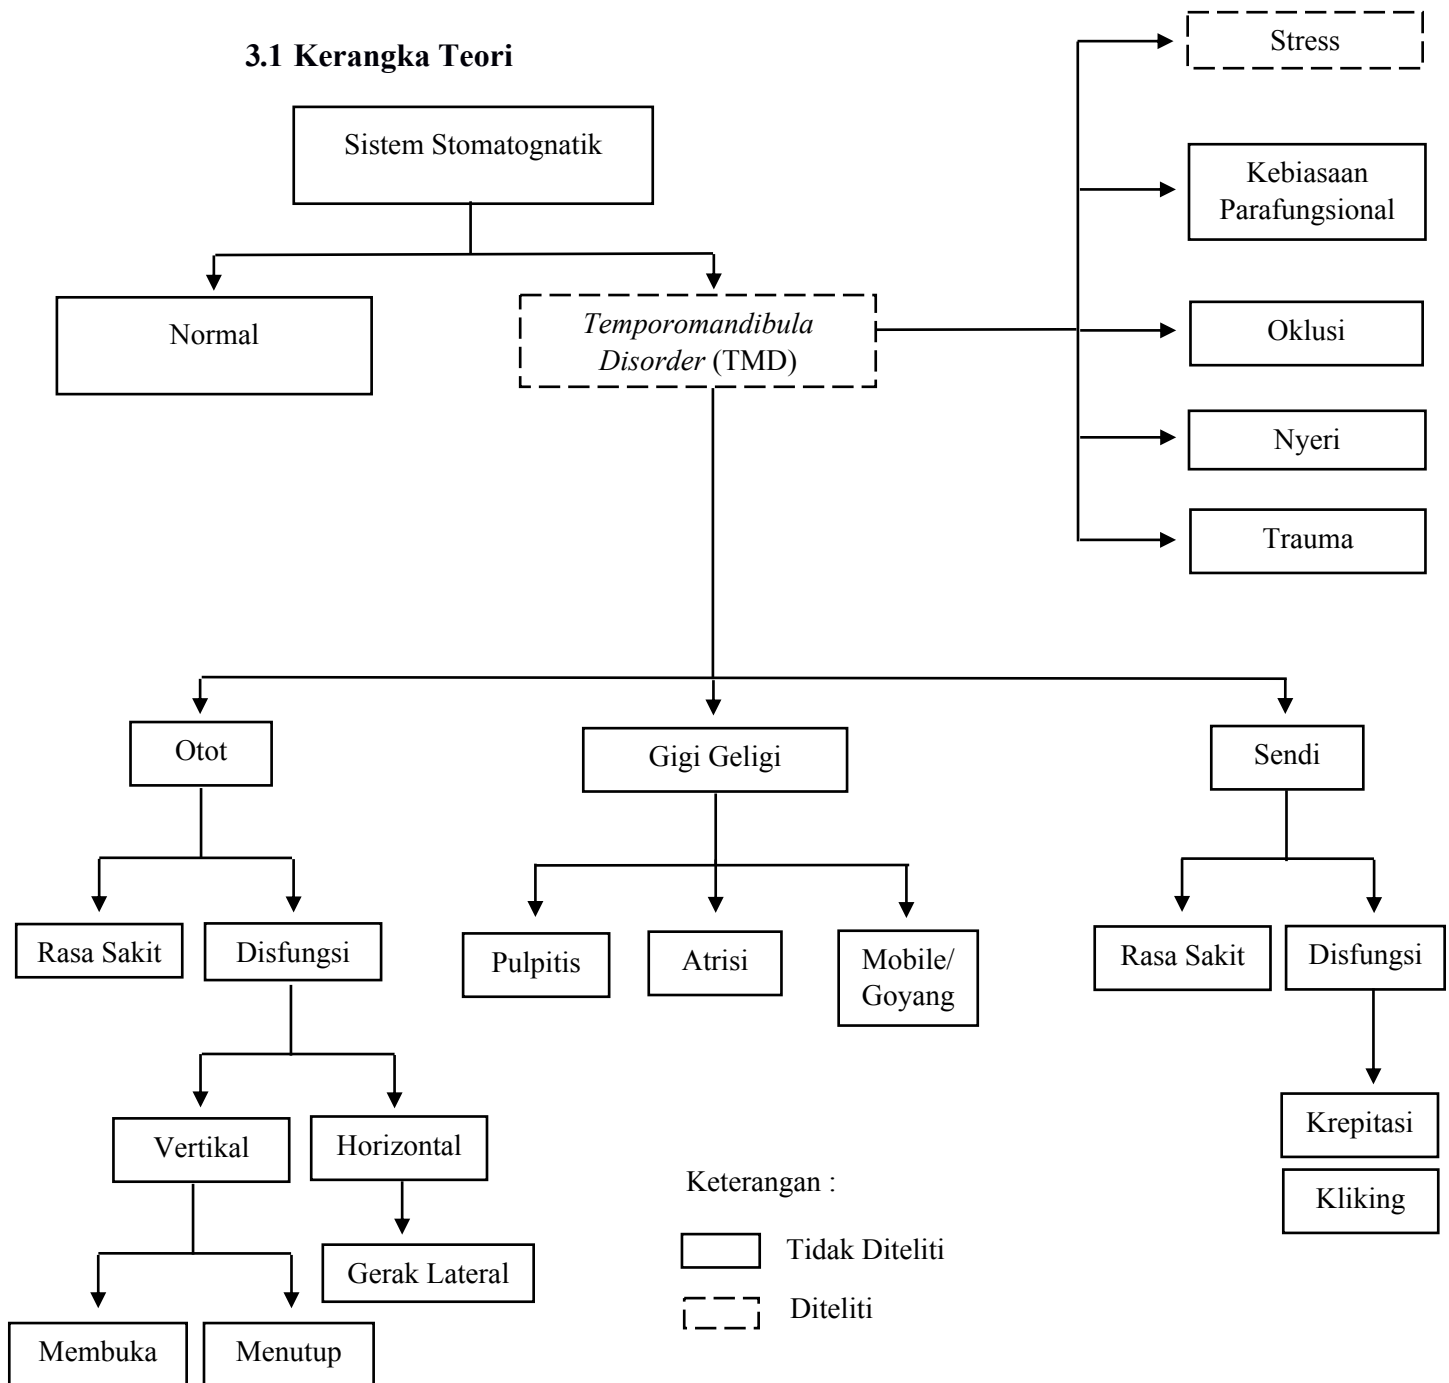 3.1 Kerangka Teori
Stress
Sistem Stomatognatik
Kebiasaan
Parafungsional
Normal
Temporomandibula
Disorder (TMD)
Oklusi
Nyeri
Trauma
Otot
Gigi Geligi
Sendi
Rasa Sakit
Disfungsi
Pulpitis
Atrisi
Mobile/
Goyang
Rasa Sakit
Disfungsi
Vertikal
Horizontal
Krepitasi
Kliking
Gerak Lateral
Membuka
Menutup
Keterangan :
Tidak Diteliti
Diteliti